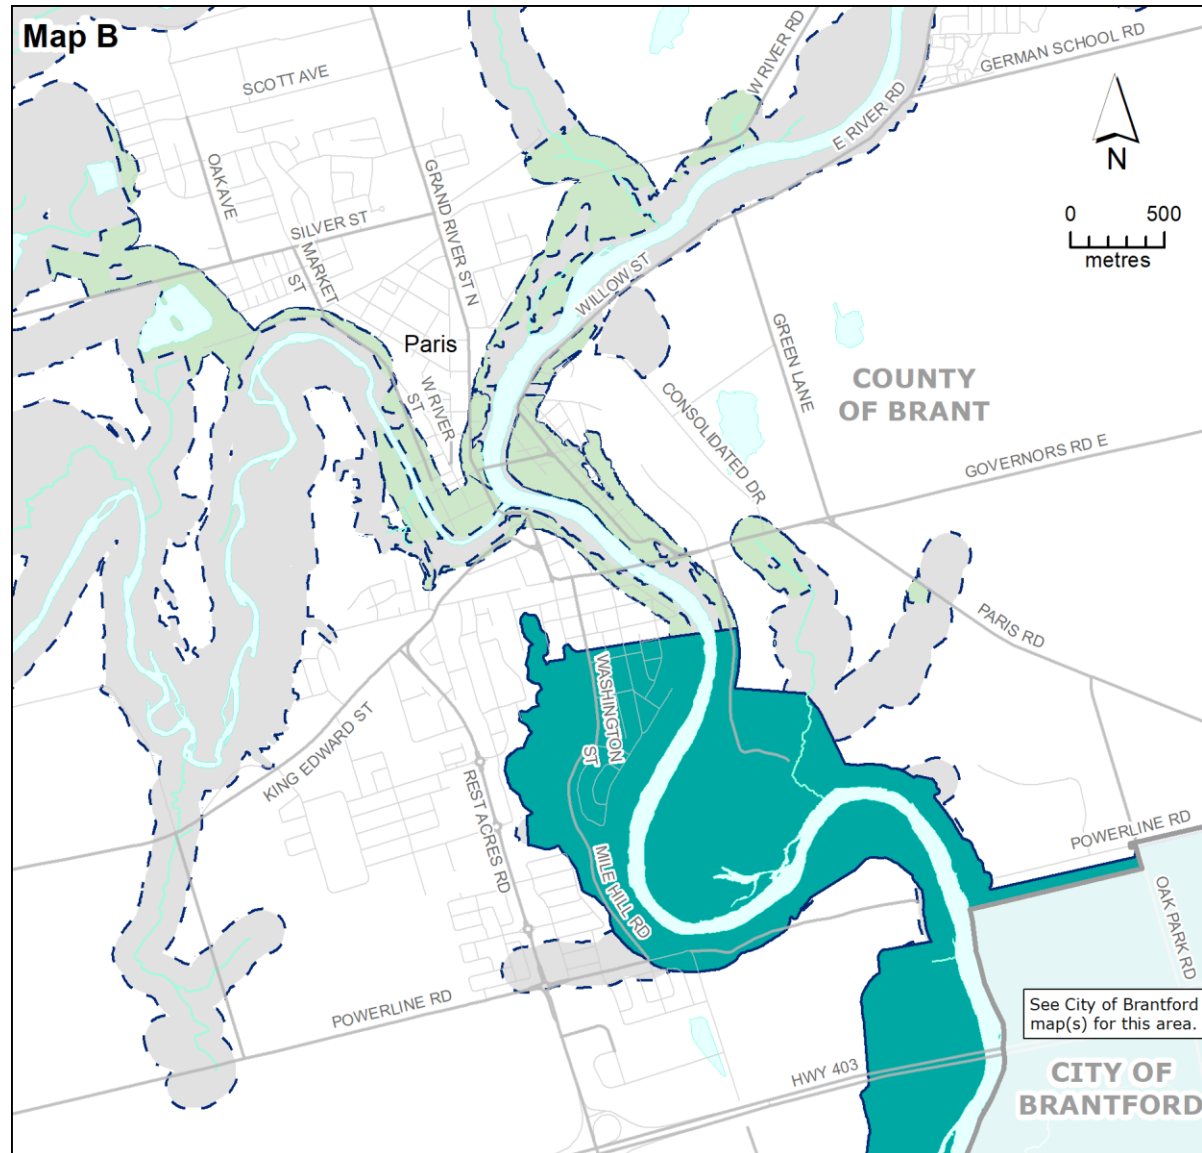 Map B
SCOTT AVE
OAK AVE
GRAND RIVER ST N
SILVER ST
MARKET
ST
W RIVER RD
E RIVER RD
GERMAN SCHOOL RD
N
0 500
metres
WILLOW ST
Paris
W RIVER
ST
GREEN LANE
CONSOLIDATED DR
COUNTY
OF BRANT
GOVERNORS RD E
PARIS RD
WASHINGTON
ST
KING EDWARD ST
REST ACRES RD
MILE HILL RD
POWERLINE RD
OAK PARK RD
POWERLINE RD
See City of Brantford
map(s) for this area.
HWY 403
CITY OF
BRANTFORD